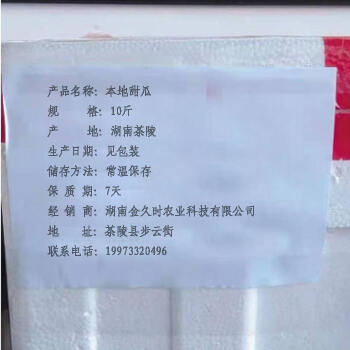 产品名称：本地甜瓜
规　　格：10斤
产　　地：湖南茶陵
生产日期：见包装
储存方法：常温保存
保 质 期：7天
经 销 商：湖南金久时农业科技有限公司
地　　址：茶陵县步云街
联系电话：19973320496